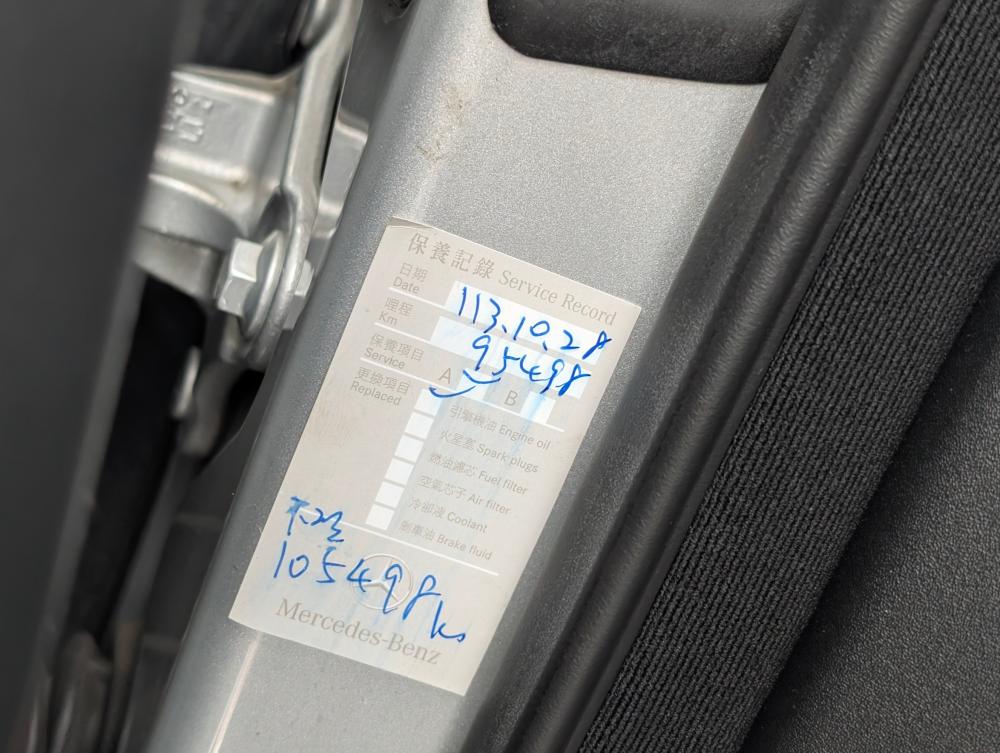 保養記錄 Service Record
日期
Date
113.10.28
哩程
Km
95498
保養項目
Service
A
B
更換項目
Replaced
引擎機油 Engine oil
火星塞 Spark plugs
燃油濾芯 Fuel filter
空氣芯子 Air filter
冷卻液 Coolant
剎車油 Brake fluid
下次
105498k
Mercedes-Benz